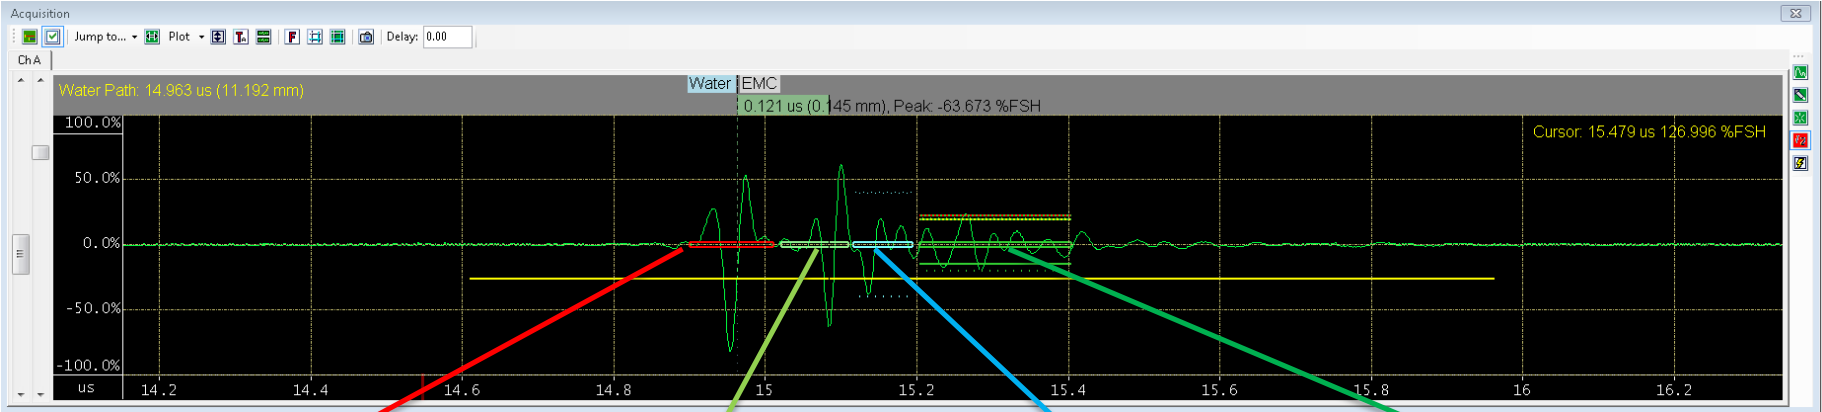 Acquisition
Jump to... Plot Delay: 0.00
Ch A
Water EMC
Water Path: 14.963 us (11.192 mm)
0.121 us (0.145 mm), Peak: -63.673 %FSH
100.0%
Cursor: 15.479 us 126.996 %FSH
50.0%
0.0%
-50.0%
-100.0%
us 14.2 14.4 14.6 14.8 15 15.2 15.4 15.6 15.8 16 16.2